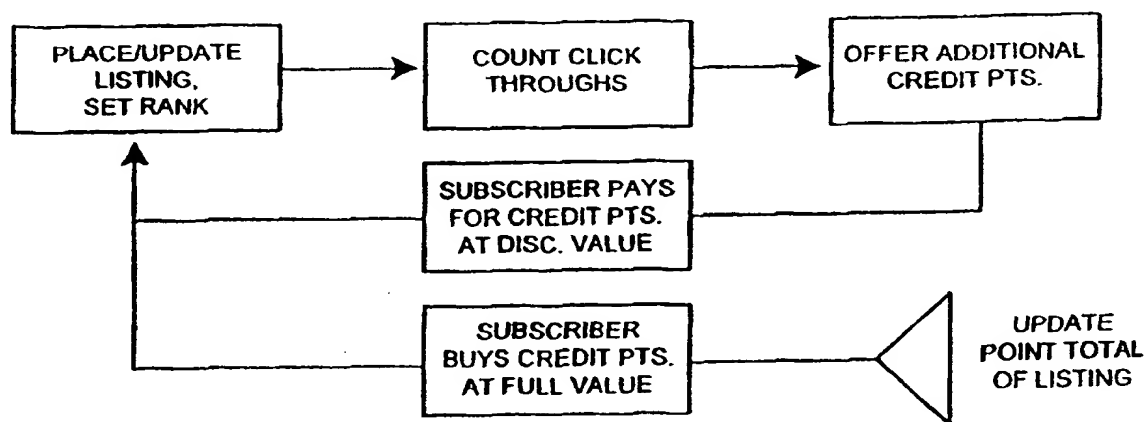 PLACE/UPDATE
LISTING,
SET RANK
COUNT CLICK
THROUGHS
OFFER ADDITIONAL
CREDIT PTS.
SUBSCRIBER PAYS
FOR CREDIT PTS.
AT DISC. VALUE
SUBSCRIBER
BUYS CREDIT PTS.
AT FULL VALUE
UPDATE
POINT TOTAL
OF LISTING